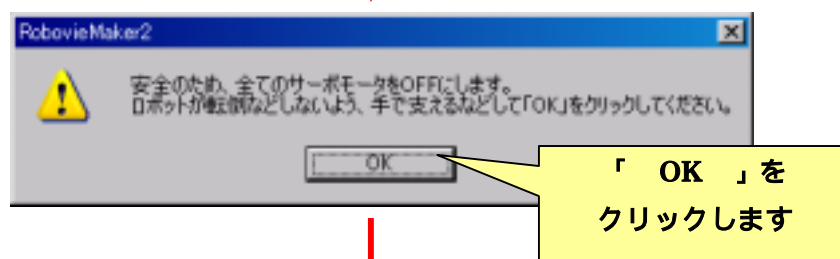 RobovieMaker2
安全のため、全てのサーボモータをOFFにします。
ロボットが転倒などしないよう、手で支えるなどして「OK」をクリックしてください。
OK
「　OK　」を
クリックします